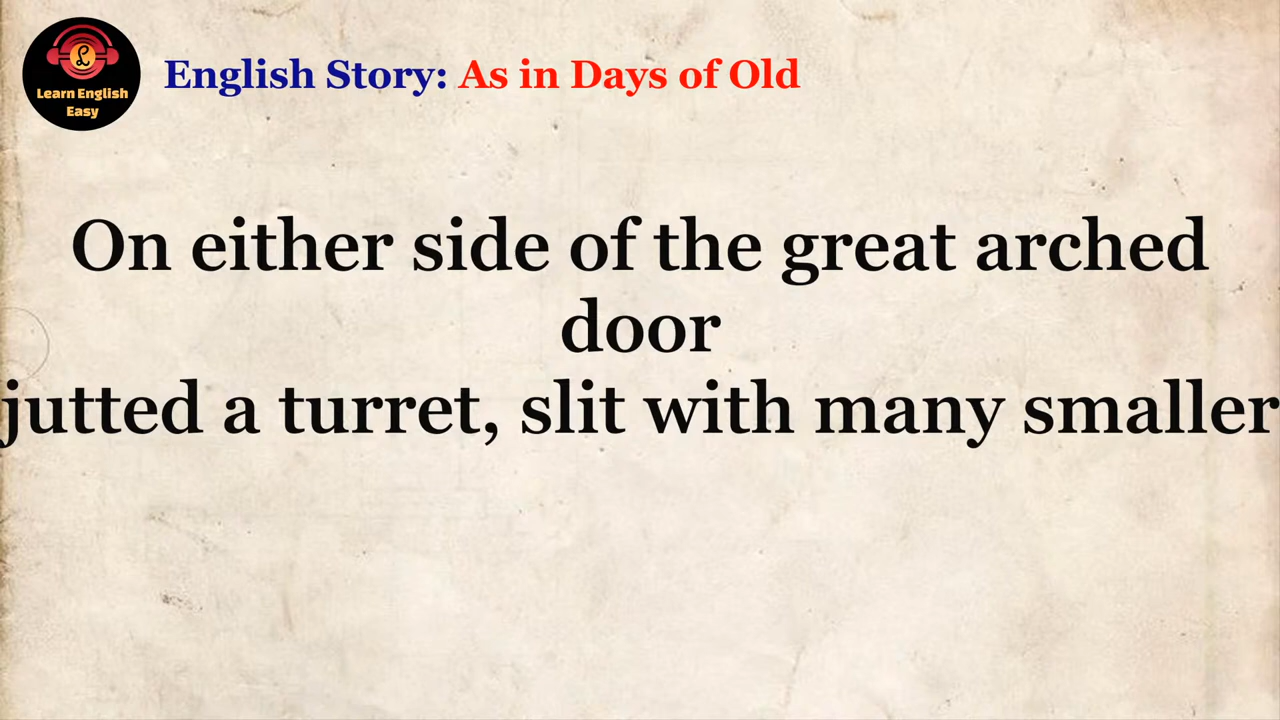 Learn English
Easy
English Story: As in Days of Old
On either side of the great arched
door
jutted a turret, slit with many smaller